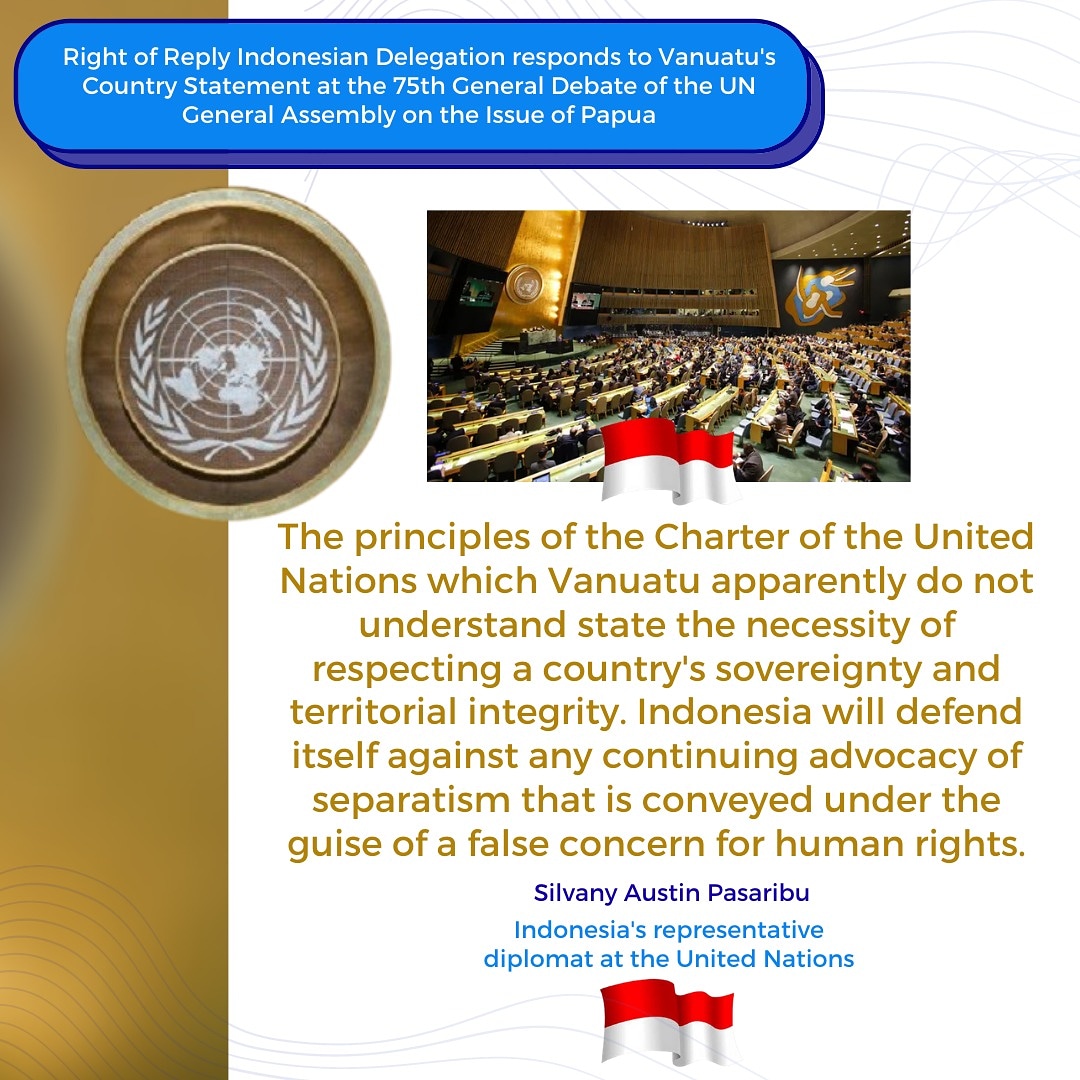 Right of Reply Indonesian Delegation responds to Vanuatu's
Country Statement at the 75th General Debate of the UN
General Assembly on the Issue of Papua
The principles of the Charter of the United
Nations which Vanuatu apparently do not
understand state the necessity of
respecting a country's sovereignty and
territorial integrity. Indonesia will defend
itself against any continuing advocacy of
separatism that is conveyed under the
guise of a false concern for human rights.
Silvany Austin Pasaribu
Indonesia's representative
diplomat at the United Nations